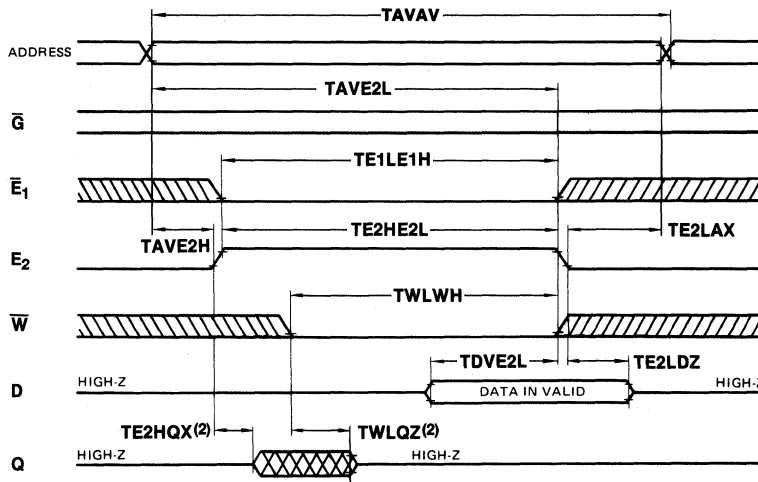 TAVAV
ADDRESS
TAVE2L
G̅
TE1LE1H
E̅1
TAVE2H
TE2HE2L
TE2LAX
E2
TWLWH
W̅
TDVE2L
TE2LDZ
D
HIGH-Z
DATA IN VALID
HIGH-Z
TE2HQX(2)
TWLQZ(2)
Q
HIGH-Z
HIGH-Z